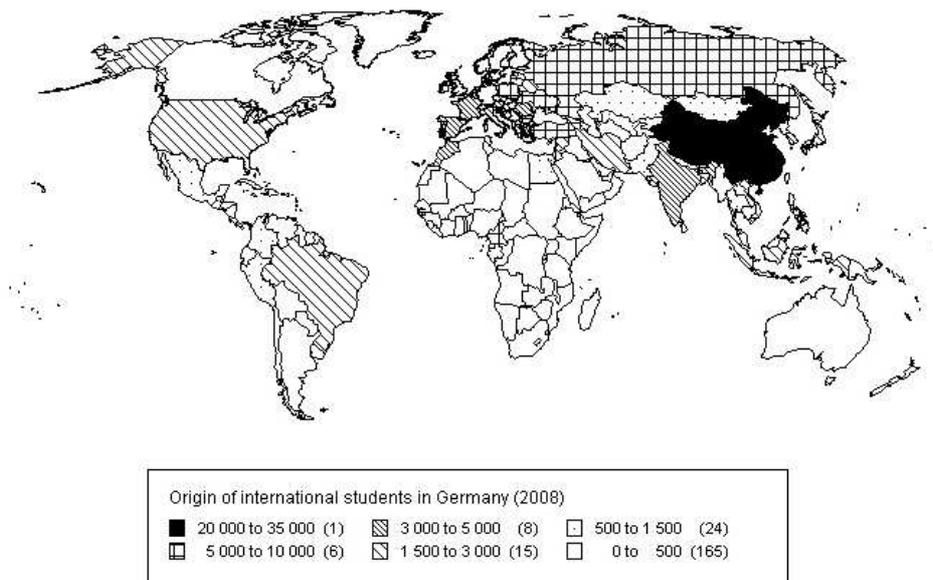 Origin of international students in Germany (2008)
20 000 to 35 000 (1) 3 000 to 5 000 (8) 500 to 1 500 (24)
5 000 to 10 000 (6) 1 500 to 3 000 (15) 0 to 500 (165)